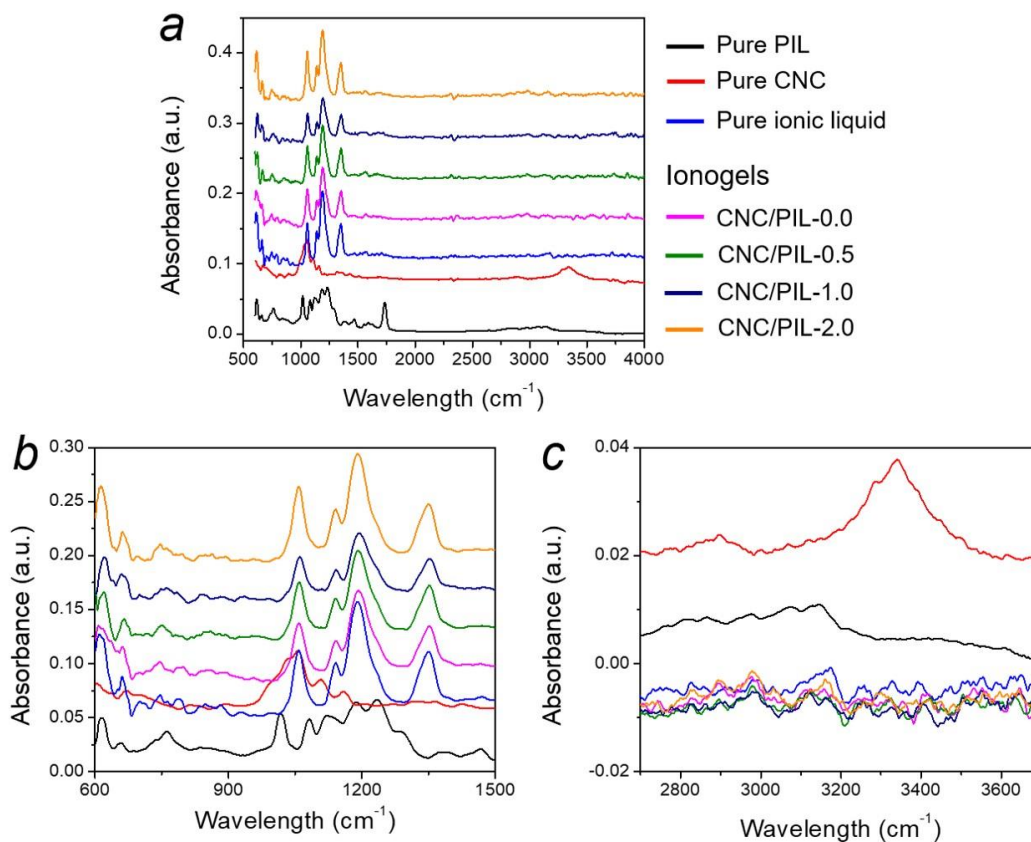 a
Absorbance (a.u.)
0.4
0.3
0.2
0.1
0.0
500 1000 1500 2000 2500 3000 3500 4000
Wavelength (cm-1)
Pure PIL
Pure CNC
Pure ionic liquid
Ionogels
CNC/PIL-0.0
CNC/PIL-0.5
CNC/PIL-1.0
CNC/PIL-2.0
b
Absorbance (a.u.)
0.30
0.25
0.20
0.15
0.10
0.05
0.00
600 900 1200 1500
Wavelength (cm-1)
c
Absorbance (a.u.)
0.04
0.02
0.00
-0.02
2800 3000 3200 3400 3600
Wavelength (cm-1)